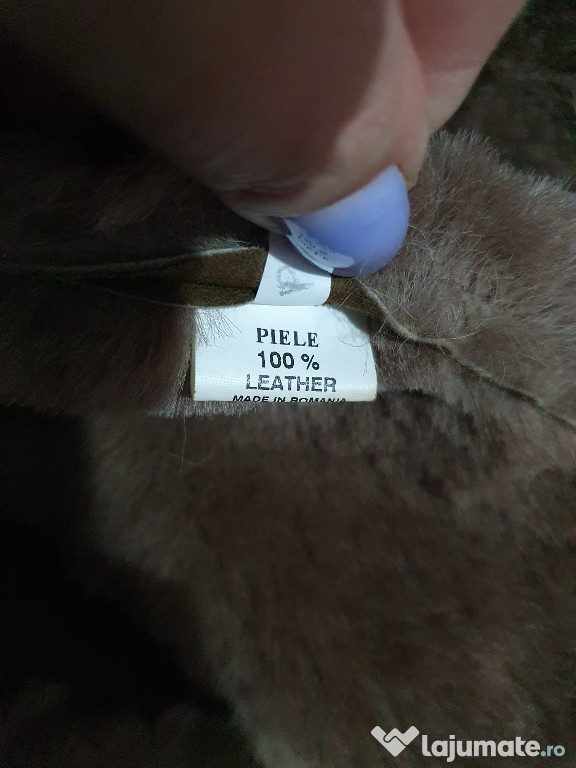 PIELE
100 %
LEATHER
MADE IN ROMANIA
lajumate.ro